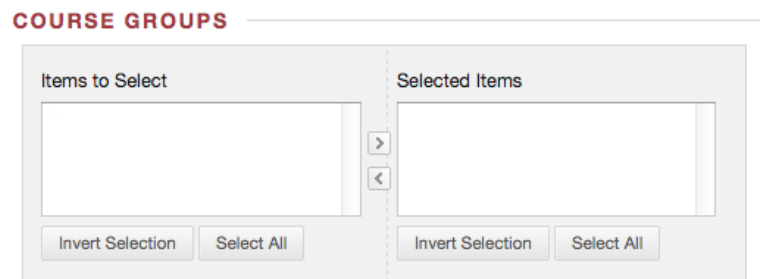 COURSE GROUPS
Items to Select
Selected Items
Invert Selection
Select All
Invert Selection
Select All